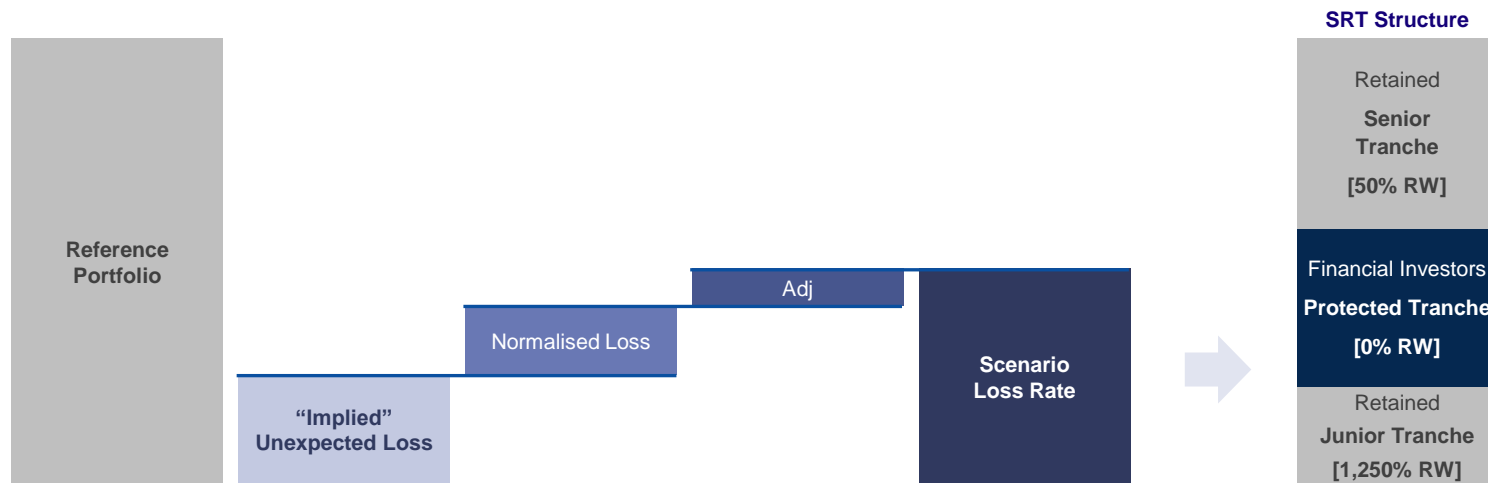 SRT Structure
Reference
Portfolio
“Implied”
Unexpected Loss
Normalised Loss
Adj
Scenario
Loss Rate
Retained
Senior
Tranche
[50% RW]
Financial Investors
Protected Tranche
[0% RW]
Retained
Junior Tranche
[1,250% RW]